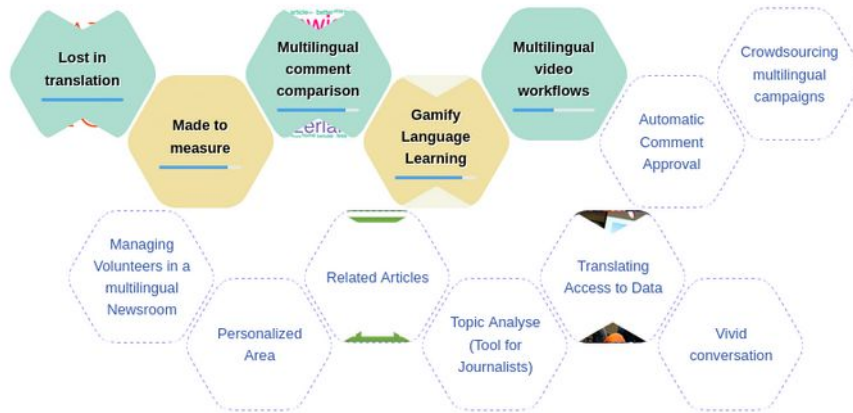 Lost in
translation
Made to
measure
Multilingual
comment
comparison
Gamify
Language
Learning
Multilingual
video
workflows
Automatic
Comment
Approval
Crowdsourcing
multilingual
campaigns
Managing
Volunteers in a
multilingual
Newsroom
Personalized
Area
Related Articles
Topic Analyse
(Tool for
Journalists)
Translating
Access to Data
Vivid
conversation